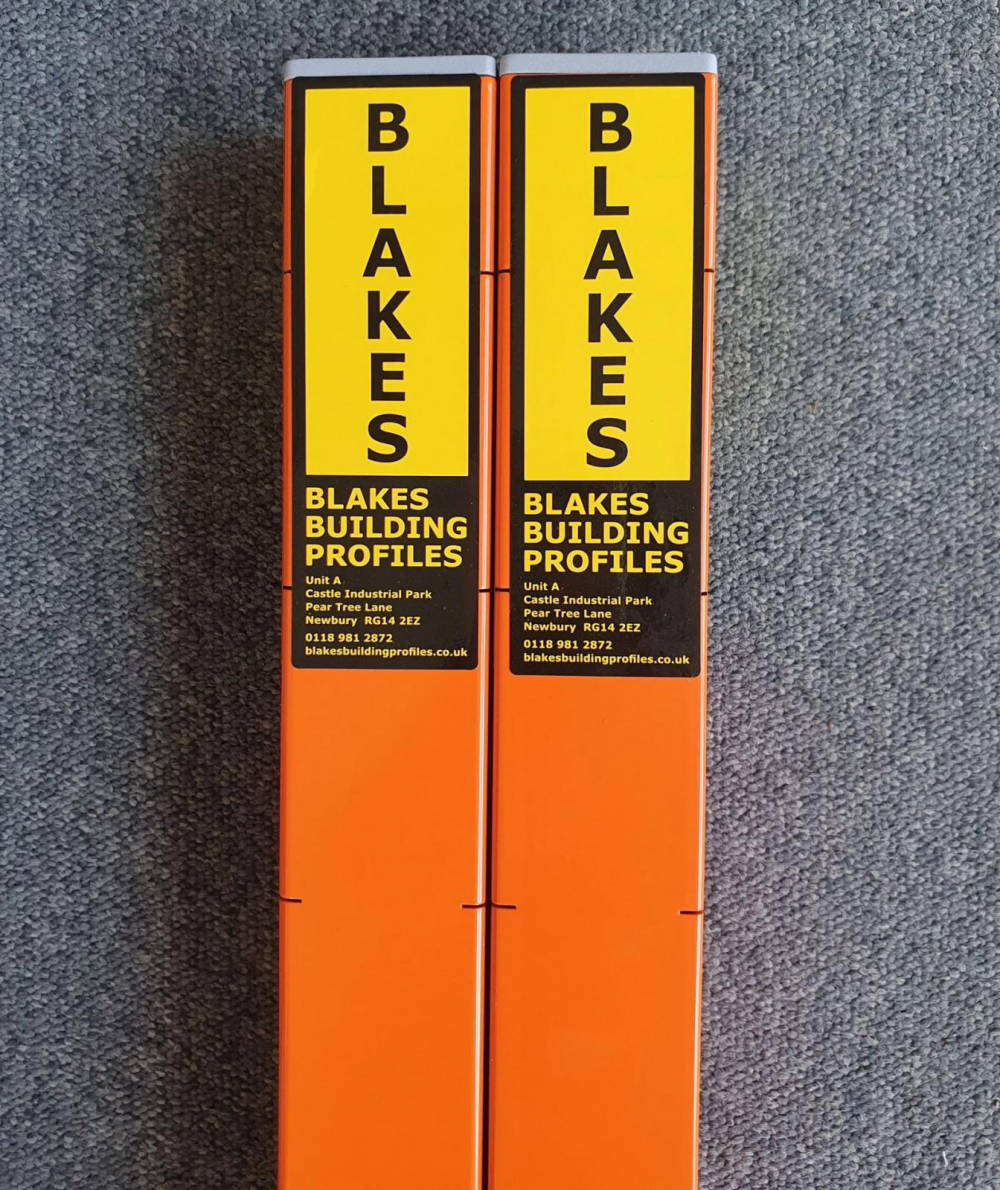 B
L
A
K
E
S
BLAKES
BUILDING
PROFILES
Unit A
Castle Industrial Park
Pear Tree Lane
Newbury RG14 2EZ
0118 981 2872
blakesbuildingprofiles.co.uk
B
L
A
K
E
S
BLAKES
BUILDING
PROFILES
Unit A
Castle Industrial Park
Pear Tree Lane
Newbury RG14 2EZ
0118 981 2872
blakesbuildingprofiles.co.uk